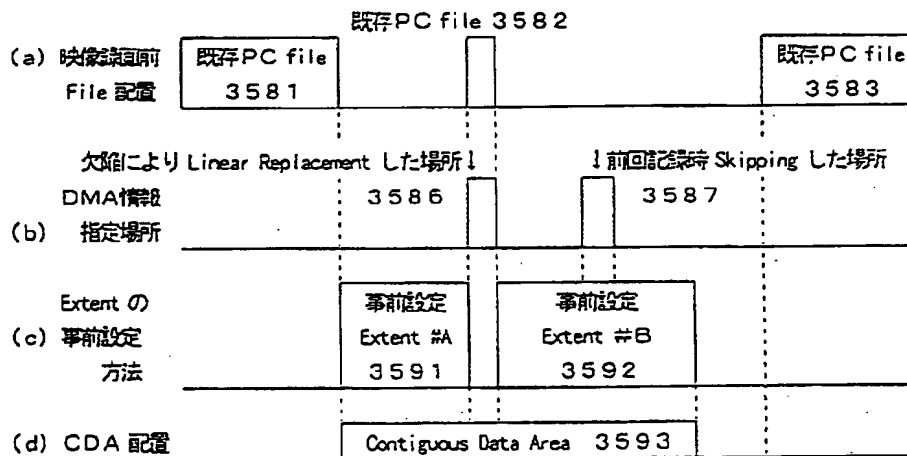 既存PC file 3582
(a) 映像録画前
File 配置
既存PC file
3581
既存PC file
3583
欠陥により Linear Replacement した場所↓
↓前回記録時 Skipping した場所
DMA情報
3586
3587
(b) 指定場所
Extent の
(c) 事前設定
方法
事前設定
Extent #A
3591
事前設定
Extent #B
3592
(d) CDA 配置
Contiguous Data Area 3593